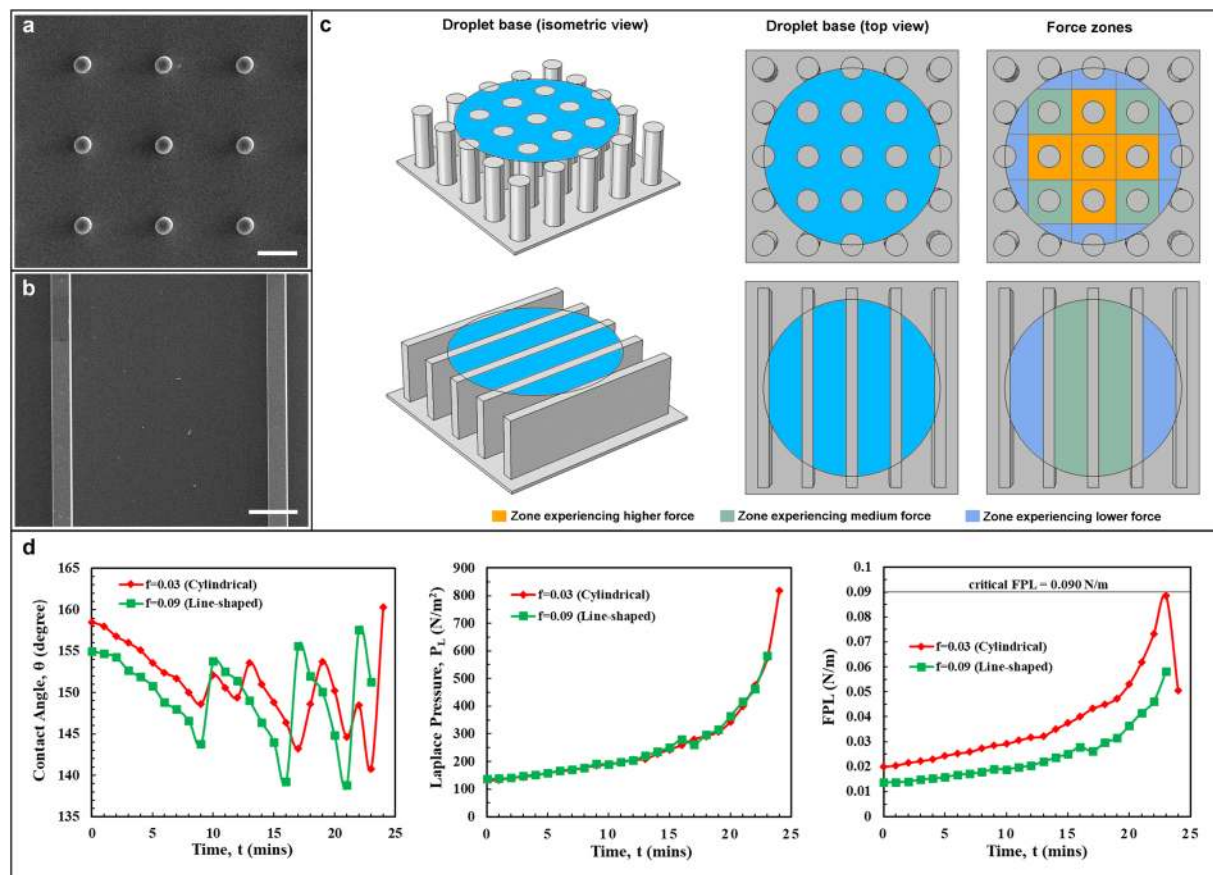 a
b
c
Droplet base (isometric view)
Droplet base (top view)
Force zones
Zone experiencing higher force
Zone experiencing medium force
Zone experiencing lower force
d
165
160
155
150
145
140
135
0
5
10
15
20
25
Contact Angle, θ (degree)
Time, t (mins)
f=0.03 (Cylindrical)
f=0.09 (Line-shaped)
900
800
700
600
500
400
300
200
100
0
0
5
10
15
20
25
Laplace Pressure, PL (N/m²)
Time, t (mins)
f=0.03 (Cylindrical)
f=0.09 (Line-shaped)
0.1
0.09
0.08
0.07
0.06
0.05
0.04
0.03
0.02
0.01
0
0
5
10
15
20
25
FPL (N/m)
Time, t (mins)
critical FPL = 0.090 N/m
f=0.03 (Cylindrical)
f=0.09 (Line-shaped)